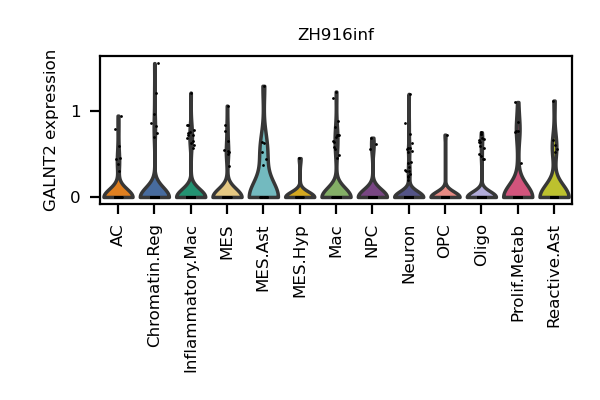 ZH916inf
GALNT2 expression
1
0
AC
Chromatin.Reg
Inflammatory.Mac
MES
MES.Ast
MES.Hyp
Mac
NPC
Neuron
OPC
Oligo
Prolif.Metab
Reactive.Ast